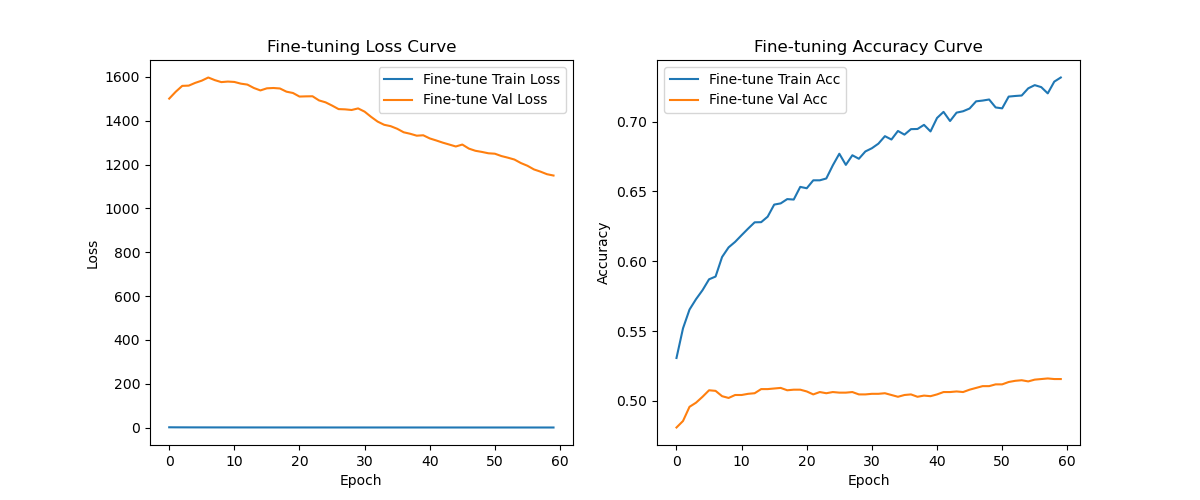 Fine-tuning Loss Curve
1600
1400
1200
1000
800
600
400
200
0
Loss
0 10 20 30 40 50 60
Epoch
Fine-tune Train Loss
Fine-tune Val Loss
Fine-tuning Accuracy Curve
0.70
0.65
0.60
0.55
0.50
Accuracy
0 10 20 30 40 50 60
Epoch
Fine-tune Train Acc
Fine-tune Val Acc